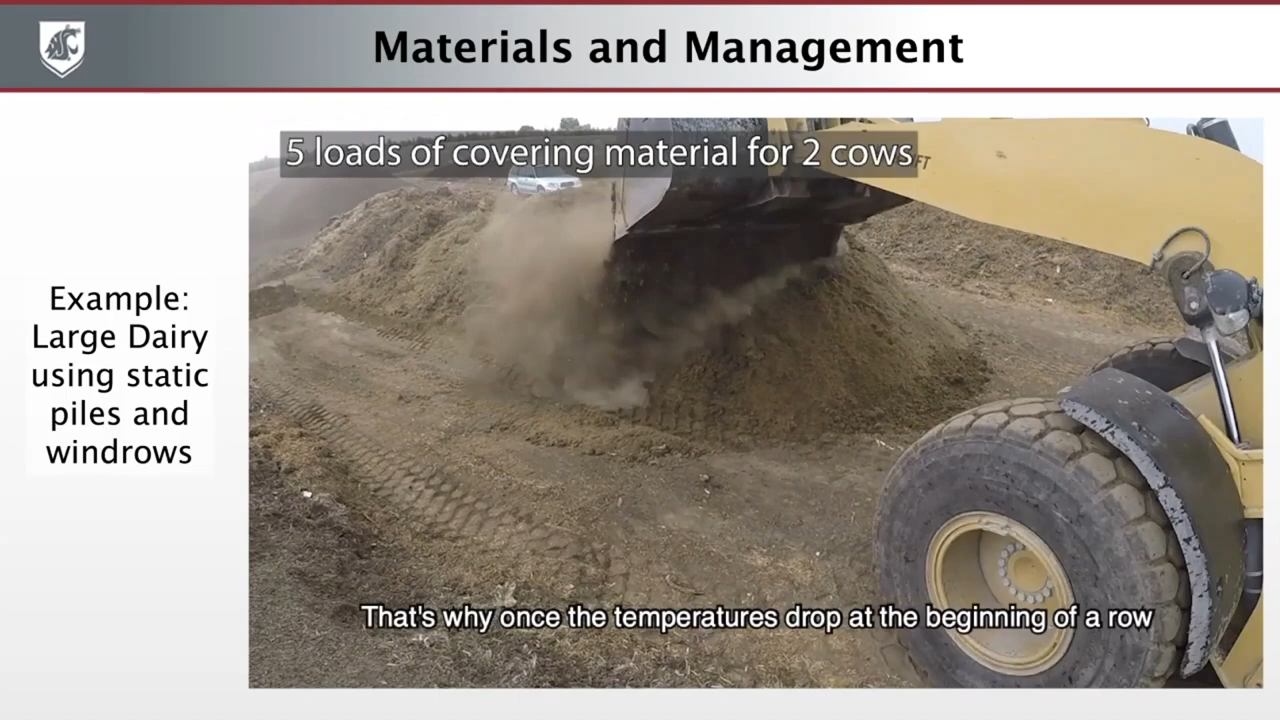 Materials and Management
5 loads of covering material for 2 cows
FT
Example:
Large Dairy
using static
piles and
windrows
That's why once the temperatures drop at the beginning of a row